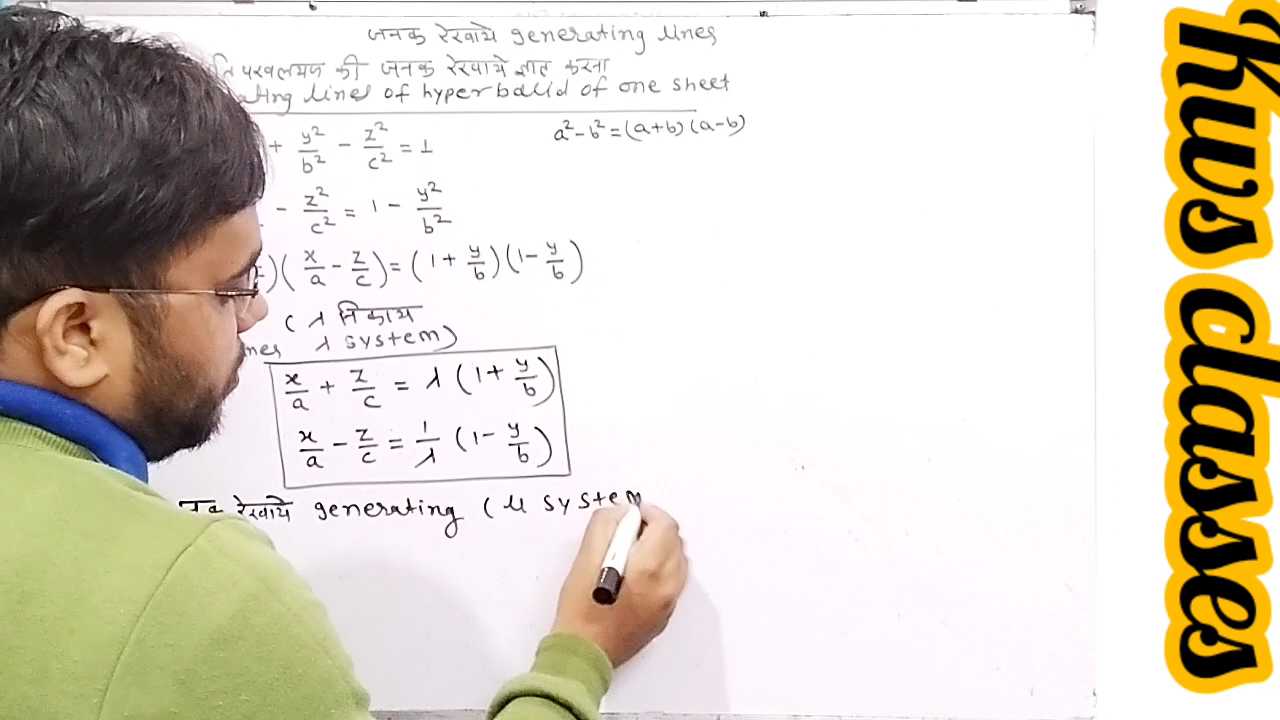 जनक रेखाये generating lines
परवलयज की जनक रेखाये ज्ञात करना
lines of hyperboloid of one sheet
+ y²/b² - z²/c² = 1
a² - b² = (a+b) (a-b)
- z²/c² = 1 - y²/b²
)(x/a - z/c) = (1 + y/b)(1 - y/b)
( λ निकाय
λ system)
x/a + z/c = λ (1 + y/b)
x/a - z/c = 1/λ (1 - y/b)
रेखाये generating ( μ system
Kws classes